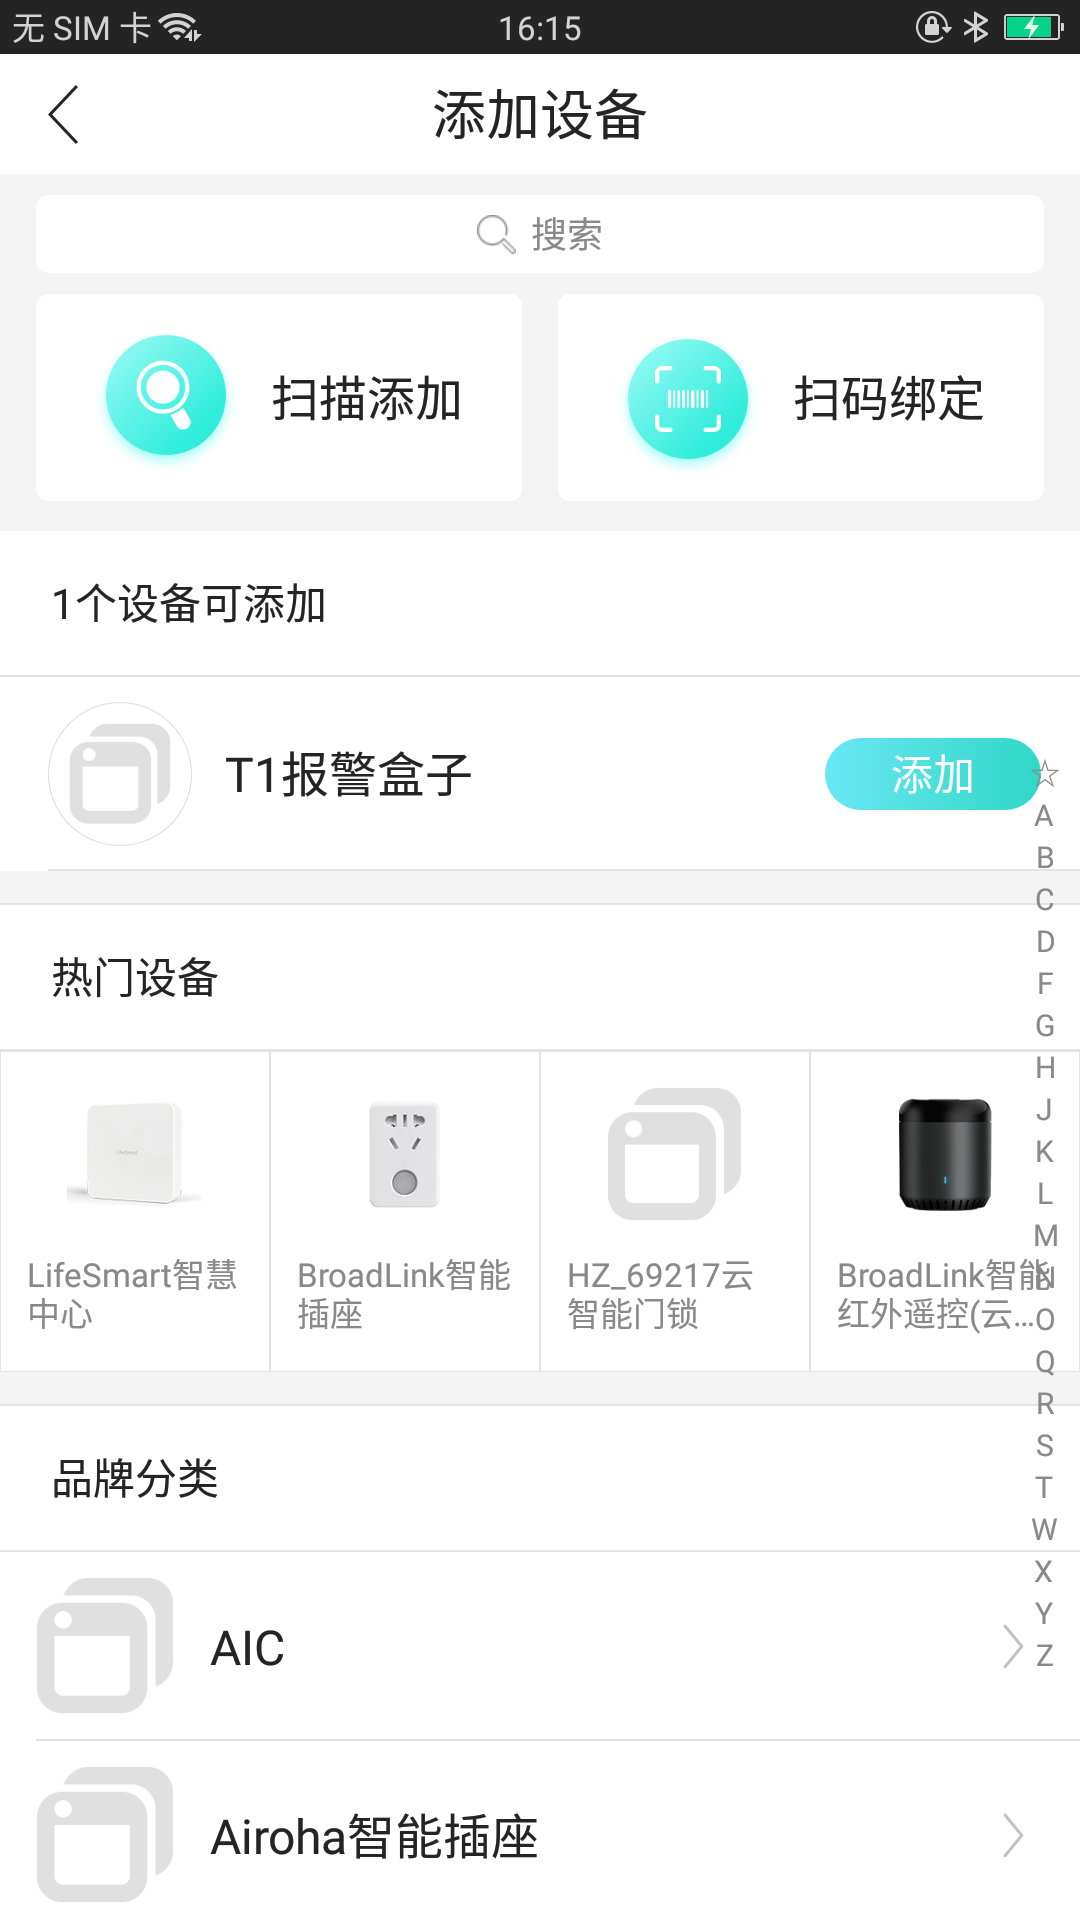 无 SIM 卡
16:15
添加设备
搜索
扫描添加
扫码绑定
1个设备可添加
T1报警盒子
添加
☆
A
B
C
D
F
G
H
J
K
L
M
N
O
Q
R
S
T
W
X
Y
Z
热门设备
LifeSmart
LifeSmart智慧
中心
BroadLink智能
插座
HZ_69217云
智能门锁
BroadLink智能
红外遥控(云...
品牌分类
AIC
Airoha智能插座